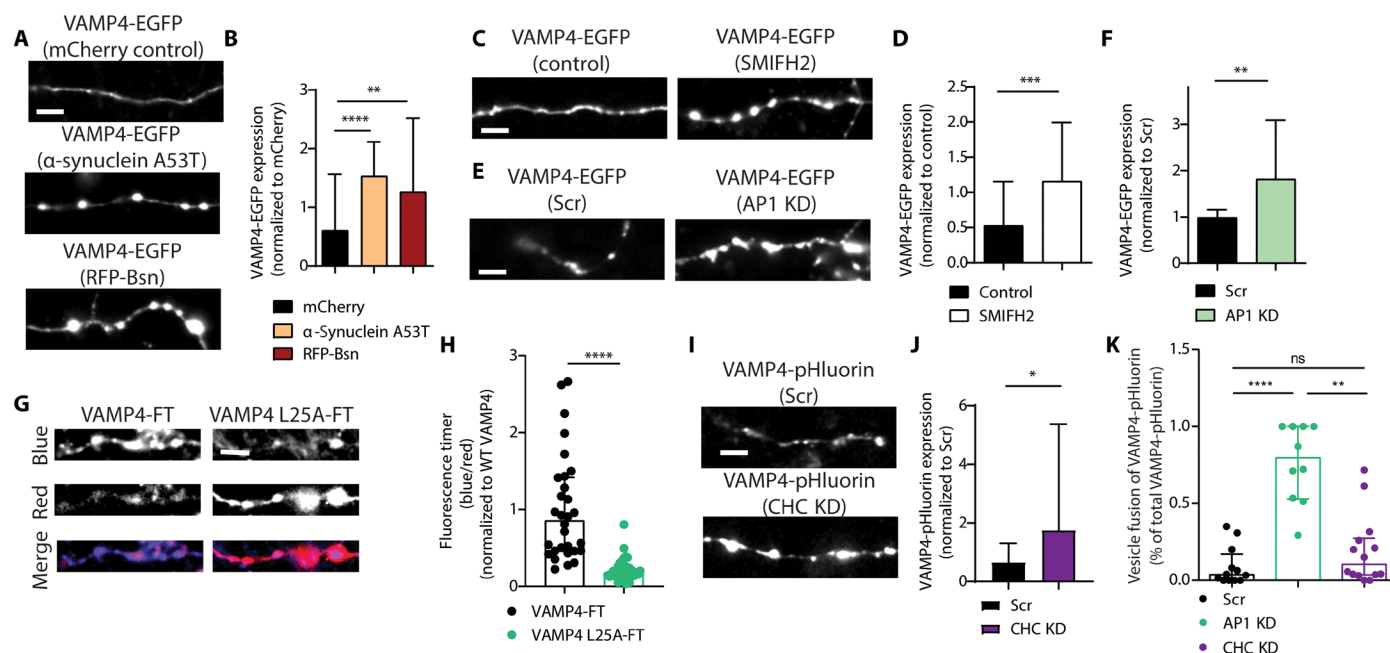 A
VAMP4-EGFP
(mCherry control)
VAMP4-EGFP
(α-synuclein A53T)
VAMP4-EGFP
(RFP-Bsn)
B
VAMP4-EGFP expression
(normalized to mCherry)
3
2
1
0
**
****
mCherry
α-Synuclein A53T
RFP-Bsn
C
VAMP4-EGFP
(control)
VAMP4-EGFP
(SMIFH2)
D
VAMP4-EGFP expression
(normalized to control)
2.5
2.0
1.5
1.0
0.5
0.0
***
Control
SMIFH2
E
VAMP4-EGFP
(Scr)
VAMP4-EGFP
(AP1 KD)
F
VAMP4-EGFP expression
(normalized to Scr)
3
2
1
0
**
Scr
AP1 KD
G
VAMP4-FT
VAMP4 L25A-FT
Blue
Red
Merge
H
Fluorescence timer
(blue/red)
(normalized to WT VAMP4)
3
2
1
0
****
VAMP4-FT
VAMP4 L25A-FT
I
VAMP4-pHluorin
(Scr)
VAMP4-pHluorin
(CHC KD)
J
VAMP4-pHluorin expression
(normalized to Scr)
6
4
2
0
*
Scr
CHC KD
K
Vesicle fusion of VAMP4-pHluorin
(% of total VAMP4-pHluorin)
1.5
1.0
0.5
0.0
ns
****
**
Scr
AP1 KD
CHC KD